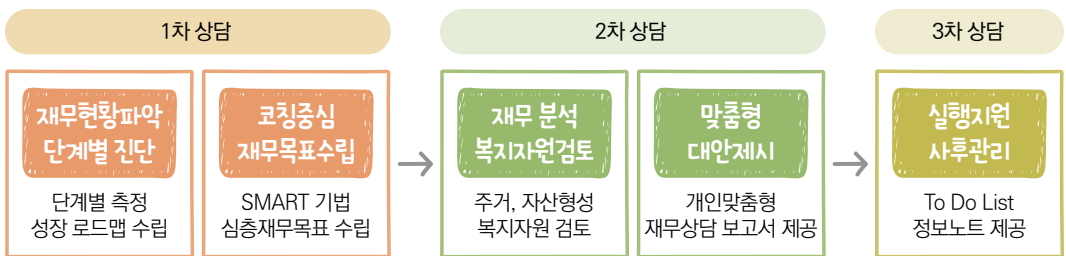 1차 상담
재무현황파악
단계별 진단
단계별 측정
성장 로드맵 수립
코칭중심
재무목표수립
SMART 기법
심층재무목표 수립
2차 상담
재무 분석
복지자원검토
주거, 자산형성
복지자원 검토
맞춤형
대안제시
개인맞춤형
재무상담 보고서 제공
3차 상담
실행지원
사후관리
To Do List
정보노트 제공